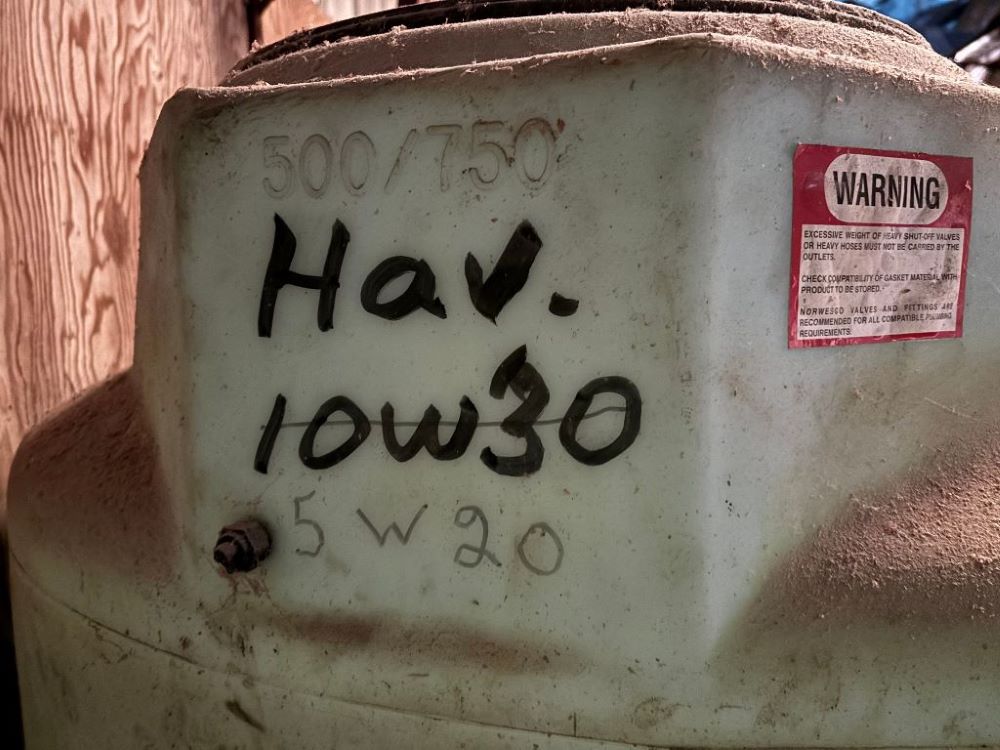 500/750
Hav.
10W30
5W20
WARNING
EXCESSIVE WEIGHT OF HEAVY SHUT-OFF VALVES
OR HEAVY HOSES MUST NOT BE CARRIED BY THE
OUTLETS.
CHECK COMPATIBILITY OF GASKET MATERIAL WITH
PRODUCT TO BE STORED.
NORWESCO VALVES AND FITTINGS ARE
RECOMMENDED FOR ALL COMPATIBLE PLUMBING
REQUIREMENTS.